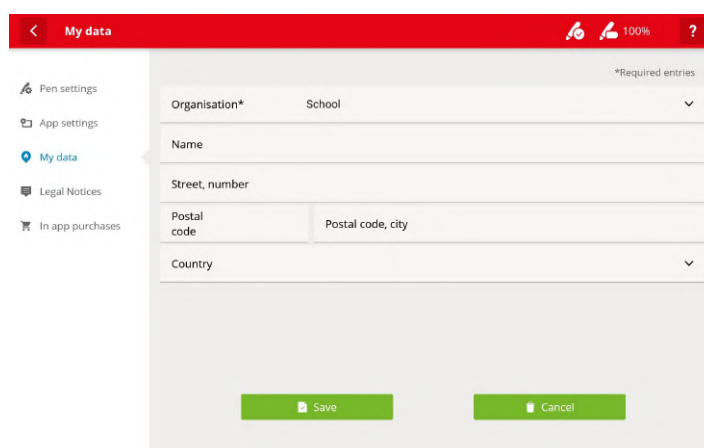 My data
100%
?
*Required entries
Pen settings
App settings
My data
Legal Notices
In app purchases
Organisation* School
Name
Street, number
Postal
code
Postal code, city
Country
Save
Cancel